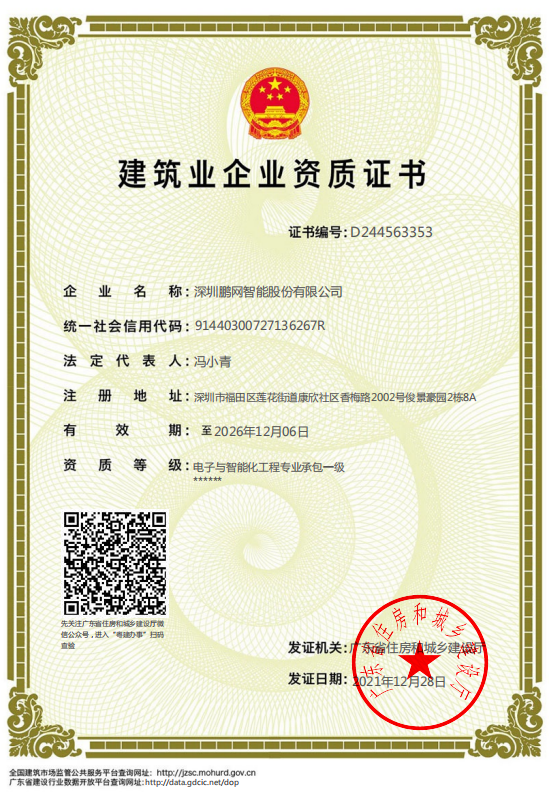 建筑业企业资质证书
证书编号：D244563353
企业名称：深圳鹏网智能股份有限公司
统一社会信用代码：91440300727136267R
法定代表人：冯小青
注册地址：深圳市福田区莲花街道康欣社区香梅路2002号俊景豪园2栋8A
有效期：至2026年12月06日
资质等级：电子与智能化工程专业承包一级
******
先关注广东省住房和城乡建设厅微
信公众号，进入“粤建办事”扫码
查验
广东省住房和城乡建设厅
发证机关：广东省住房和城乡建设厅
发证日期：2021年12月28日
全国建筑市场监管公共服务平台查询网址：http://jzsc.mohurd.gov.cn
广东省建设行业数据开放平台查询网址：http://data.gdcic.net/dop